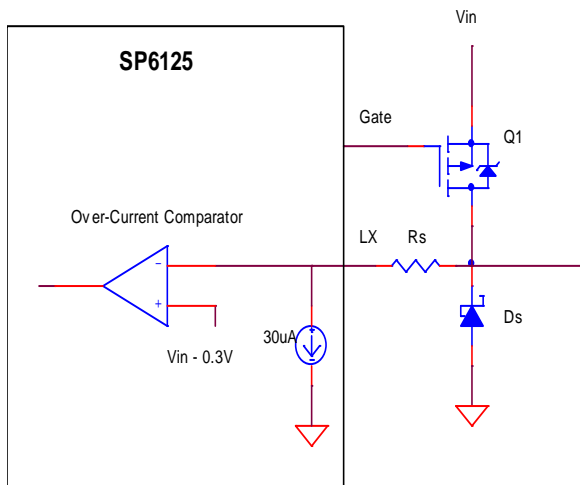 Vin
SP6125
Gate
Q1
Over-Current Comparator
LX
Rs
-
+
Vin - 0.3V
30uA
+
-
Ds